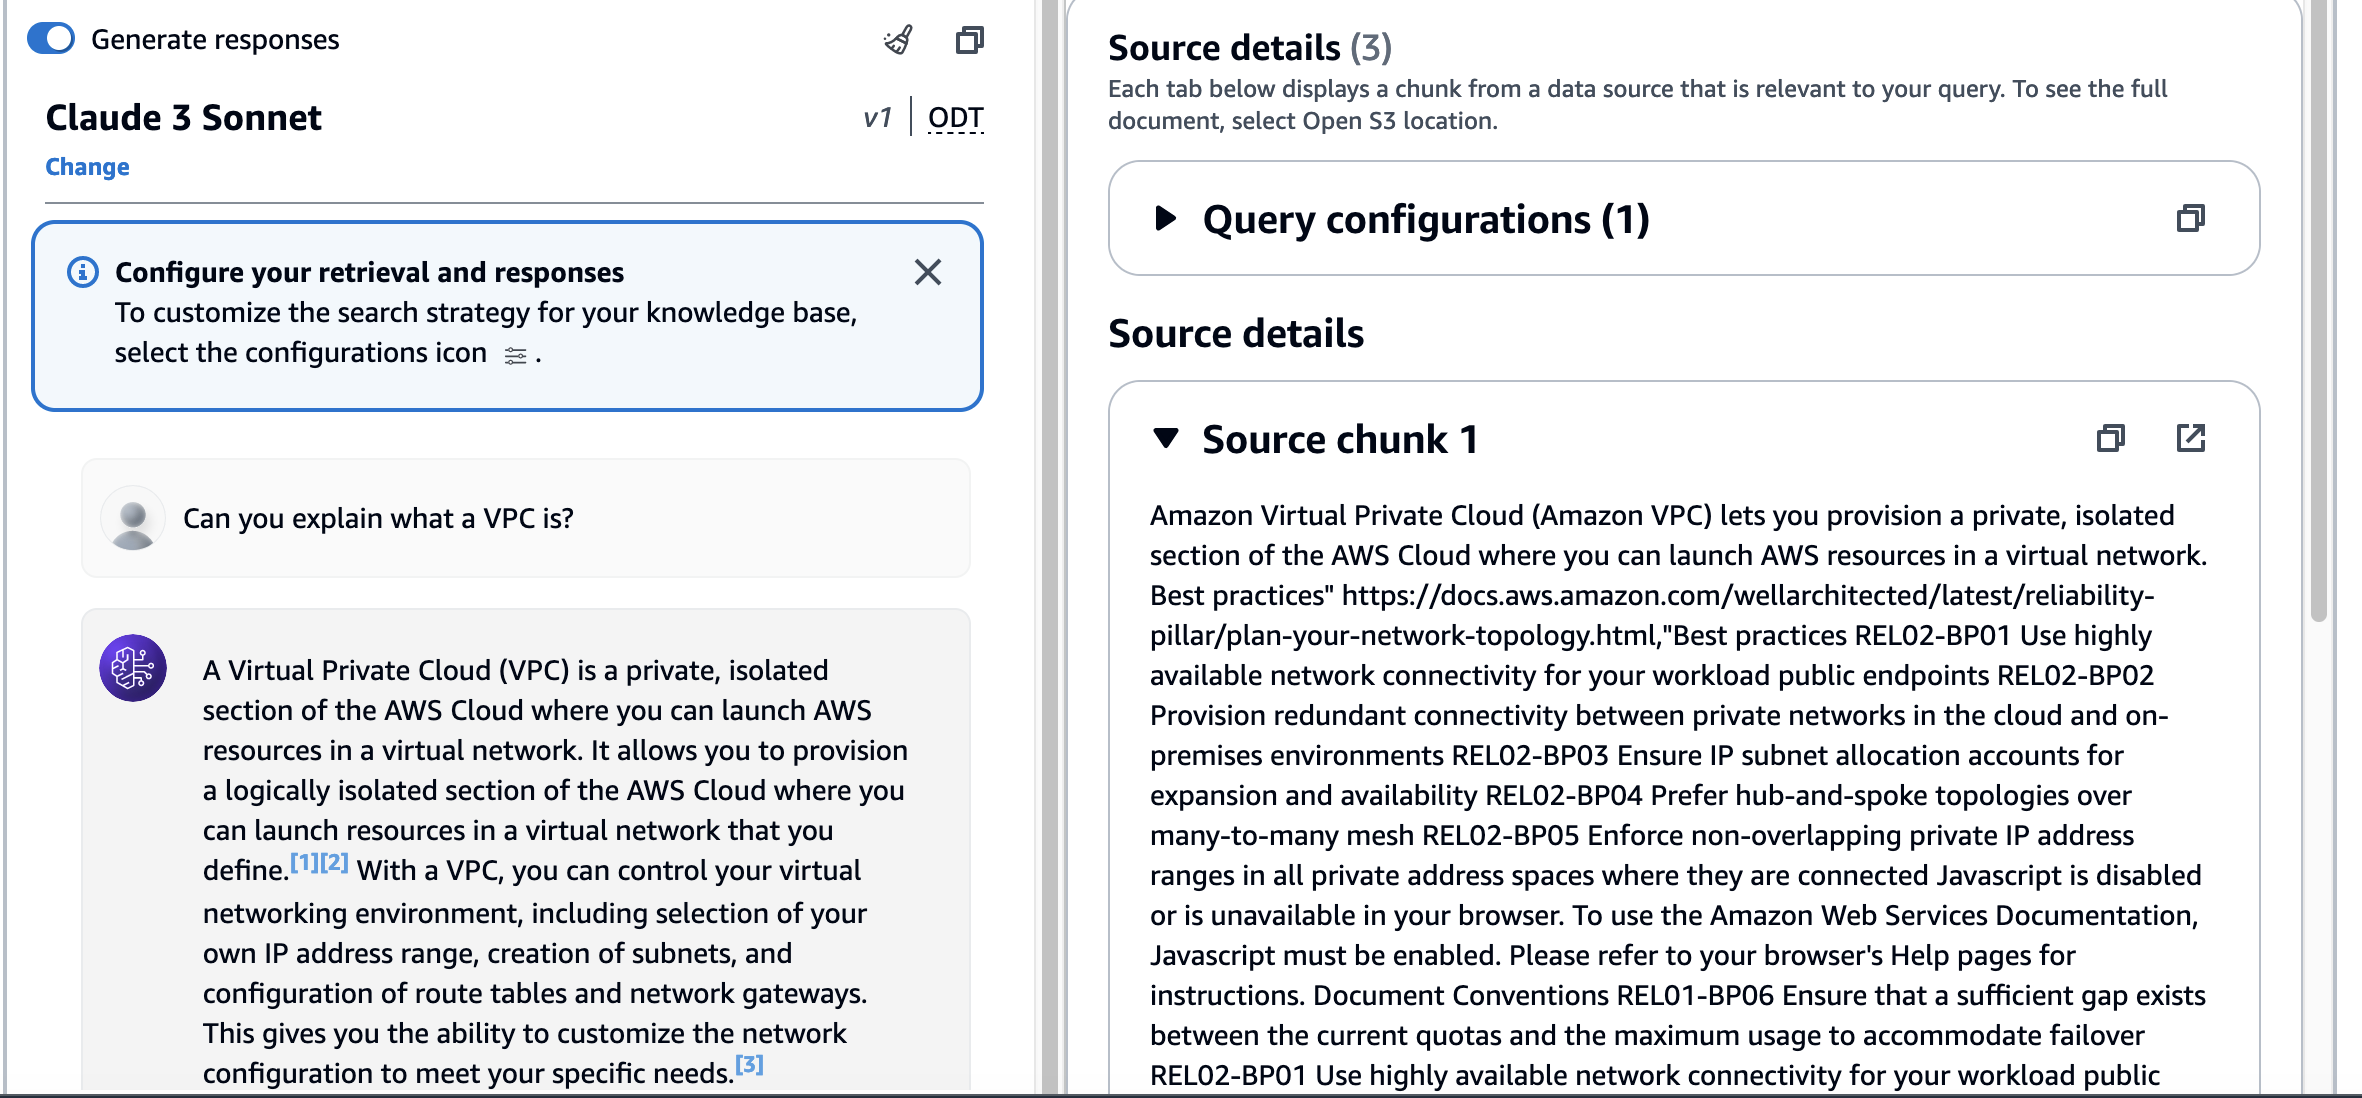 Generate responses
Claude 3 Sonnet
v1 | ODT
Change
Configure your retrieval and responses
To customize the search strategy for your knowledge base,
select the configurations icon .
Can you explain what a VPC is?
A Virtual Private Cloud (VPC) is a private, isolated
section of the AWS Cloud where you can launch AWS
resources in a virtual network. It allows you to provision
a logically isolated section of the AWS Cloud where you
can launch resources in a virtual network that you
define.[1][2] With a VPC, you can control your virtual
networking environment, including selection of your
own IP address range, creation of subnets, and
configuration of route tables and network gateways.
This gives you the ability to customize the network
configuration to meet your specific needs.[3]
Source details (3)
Each tab below displays a chunk from a data source that is relevant to your query. To see the full
document, select Open S3 location.
Query configurations (1)
Source details
Source chunk 1
Amazon Virtual Private Cloud (Amazon VPC) lets you provision a private, isolated
section of the AWS Cloud where you can launch AWS resources in a virtual network.
Best practices" https://docs.aws.amazon.com/wellarchitected/latest/reliability-
pillar/plan-your-network-topology.html,"Best practices REL02-BP01 Use highly
available network connectivity for your workload public endpoints REL02-BP02
Provision redundant connectivity between private networks in the cloud and on-
premises environments REL02-BP03 Ensure IP subnet allocation accounts for
expansion and availability REL02-BP04 Prefer hub-and-spoke topologies over
many-to-many mesh REL02-BP05 Enforce non-overlapping private IP address
ranges in all private address spaces where they are connected Javascript is disabled
or is unavailable in your browser. To use the Amazon Web Services Documentation,
Javascript must be enabled. Please refer to your browser's Help pages for
instructions. Document Conventions REL01-BP06 Ensure that a sufficient gap exists
between the current quotas and the maximum usage to accommodate failover
REL02-BP01 Use highly available network connectivity for your workload public